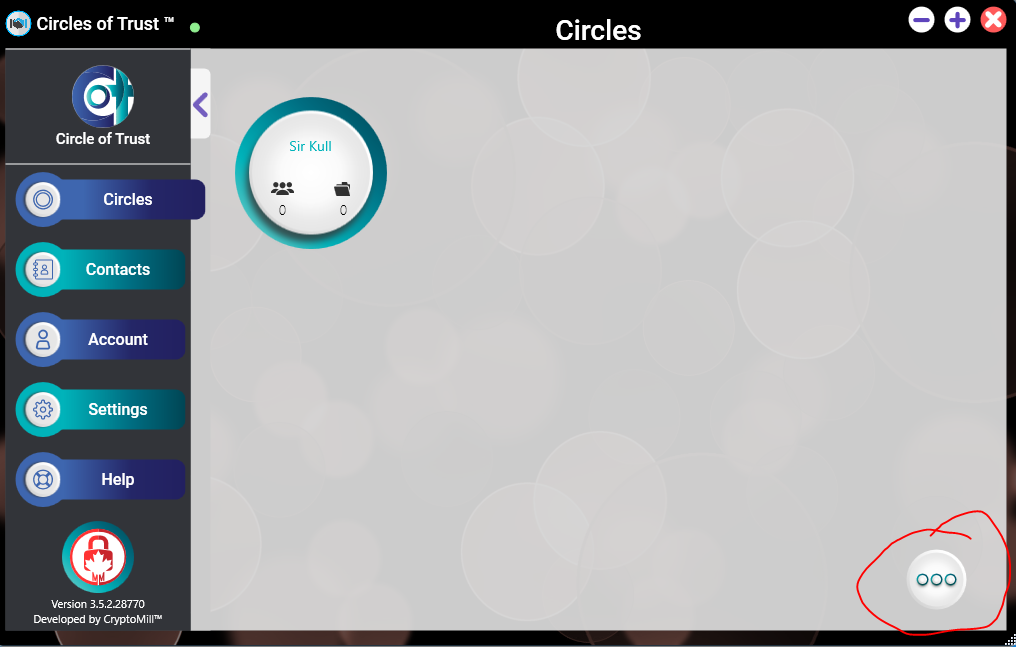 Circles of Trust ™
Circles
Circle of Trust
Circles
Contacts
Account
Settings
Help
MM
Version 3.5.2.28770
Developed by CryptoMill™
Sir Kull
0
0